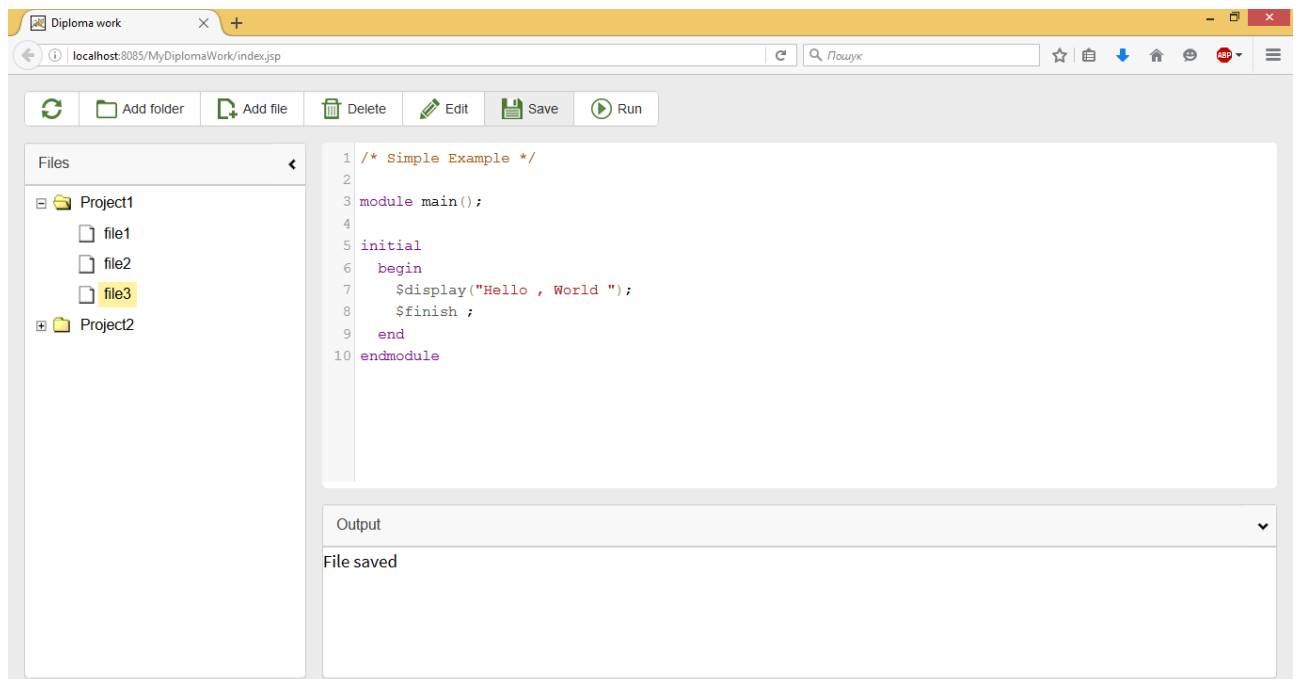 Diploma work
localhost:8085/MyDiplomaWork/index.jsp
Пошук
ABP
Add folder Add file Delete Edit Save Run
Files
Project1
file1
file2
file3
Project2
1 /* Simple Example */
2
3 module main();
4
5 initial
6 begin
7 $display("Hello , World ");
8 $finish ;
9 end
10 endmodule
Output
File saved